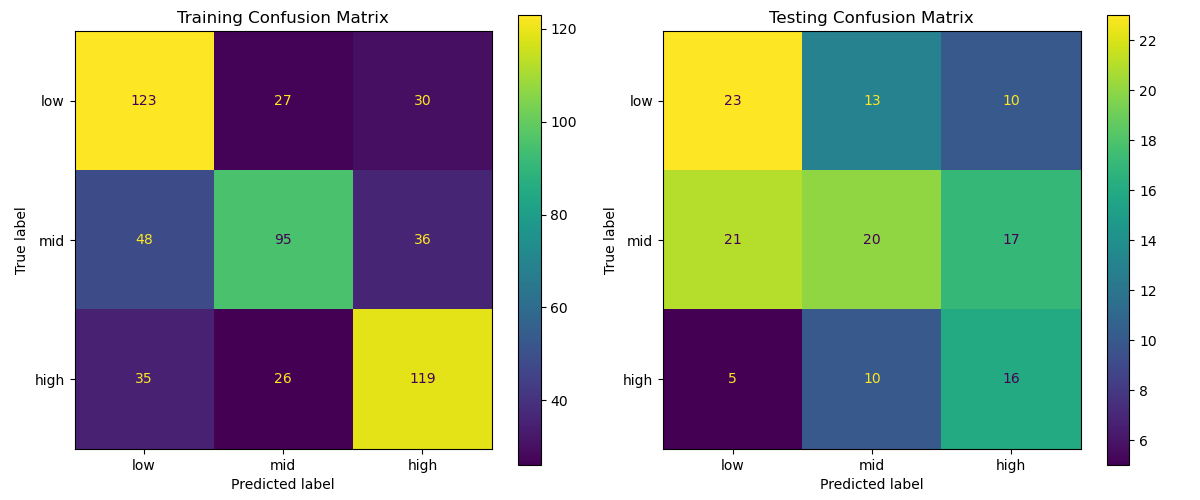 Training Confusion Matrix
low 123 27 30
mid 48 95 36
high 35 26 119
low mid high
Predicted label
True label
120
100
80
60
40
Testing Confusion Matrix
low 23 13 10
mid 21 20 17
high 5 10 16
low mid high
Predicted label
True label
22
20
18
16
14
12
10
8
6